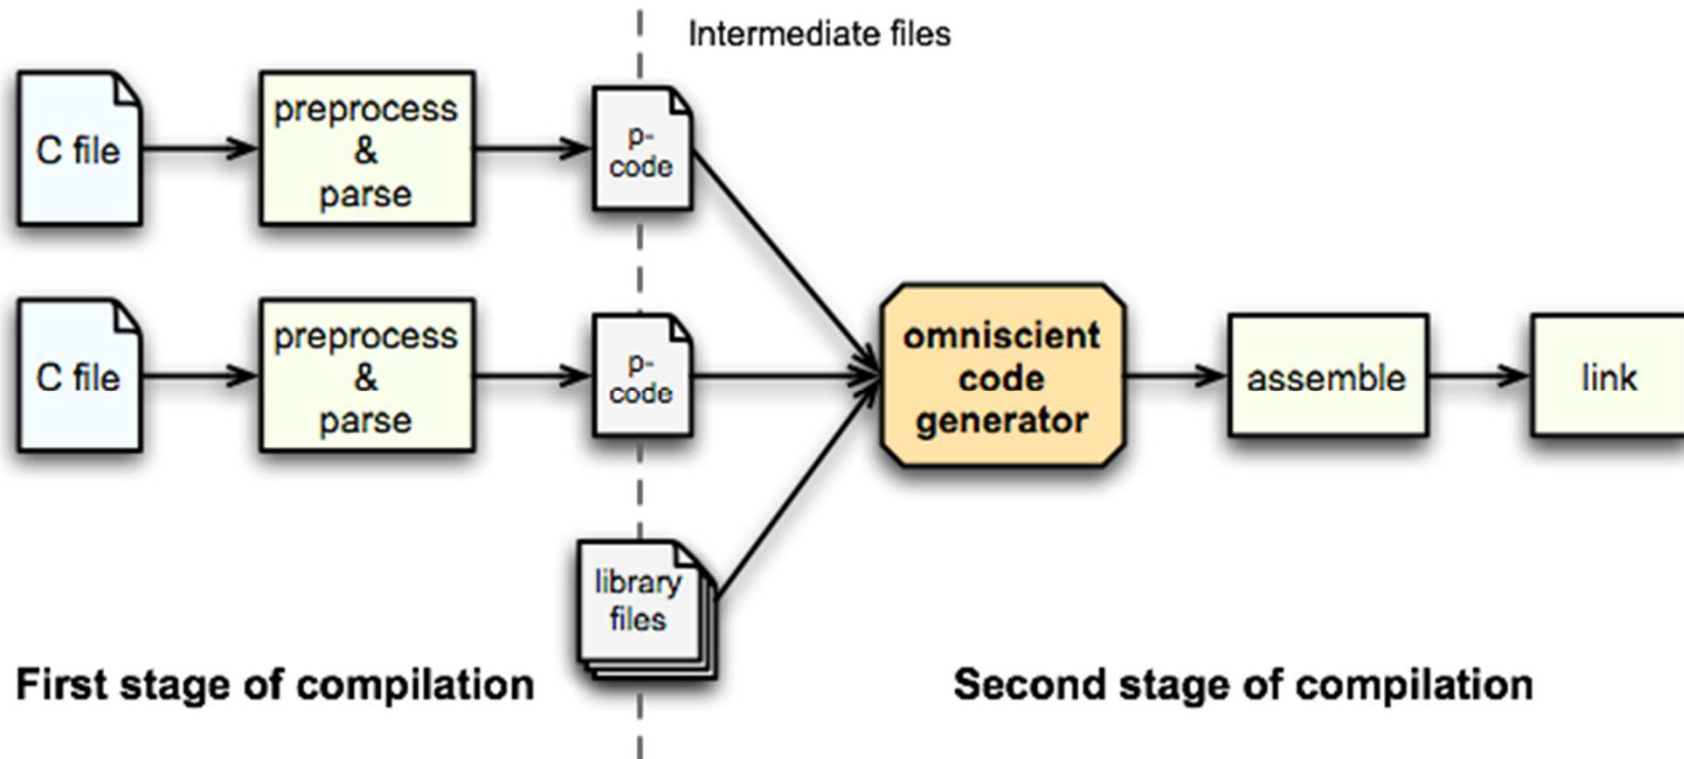 Intermediate files
C file
preprocess
&
parse
p-
code
C file
preprocess
&
parse
p-
code
omniscient
code
generator
assemble
link
library
files
First stage of compilation
Second stage of compilation